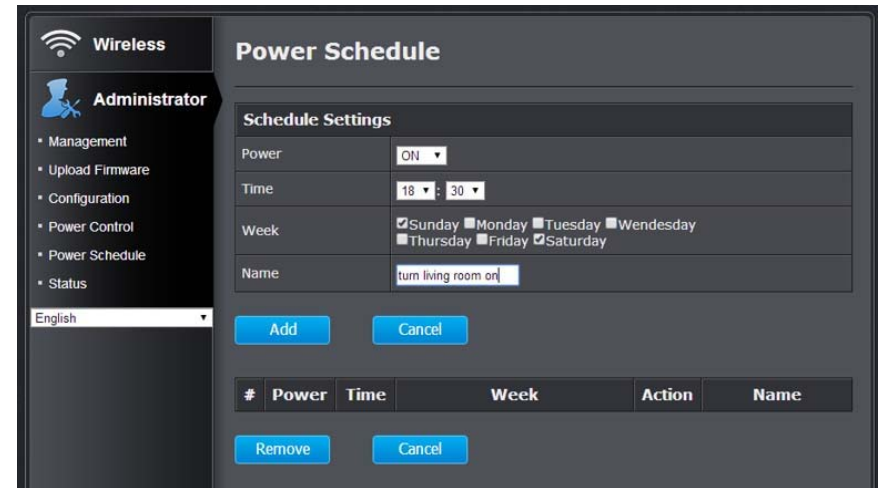 Wireless
Administrator
Management
Upload Firmware
Configuration
Power Control
Power Schedule
Status
English
Power Schedule
Schedule Settings
Power ON
Time 18 : 30
Week Sunday Monday Tuesday Wendesday
Thursday Friday Saturday
Name turn living room on
Add Cancel
# Power Time Week Action Name
Remove Cancel